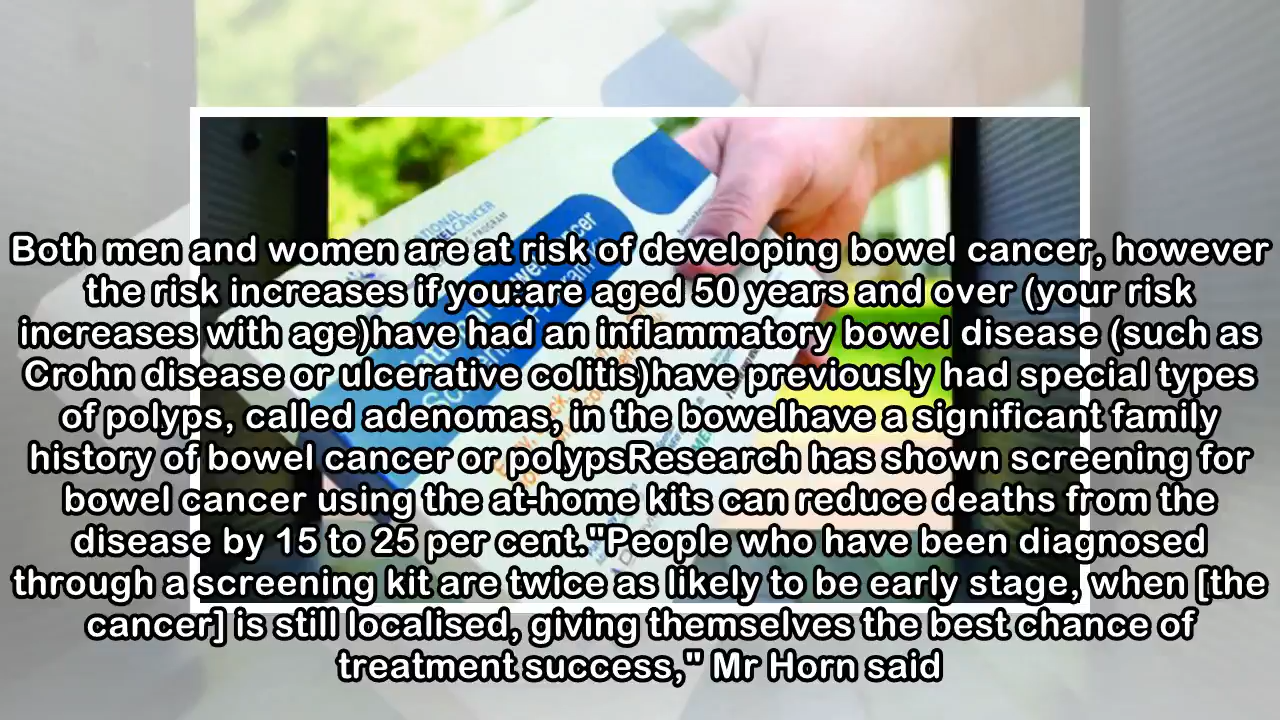 Both men and women are at risk of developing bowel cancer, however
the risk increases if you:are aged 50 years and over (your risk
increases with age)have had an inflammatory bowel disease (such as
Crohn disease or ulcerative colitis)have previously had special types
of polyps, called adenomas, in the bowelhave a significant family
history of bowel cancer or polypsResearch has shown screening for
bowel cancer using the at-home kits can reduce deaths from the
disease by 15 to 25 per cent."People who have been diagnosed
through a screening kit are twice as likely to be early stage, when [the
cancer] is still localised, giving themselves the best chance of
treatment success," Mr Horn said